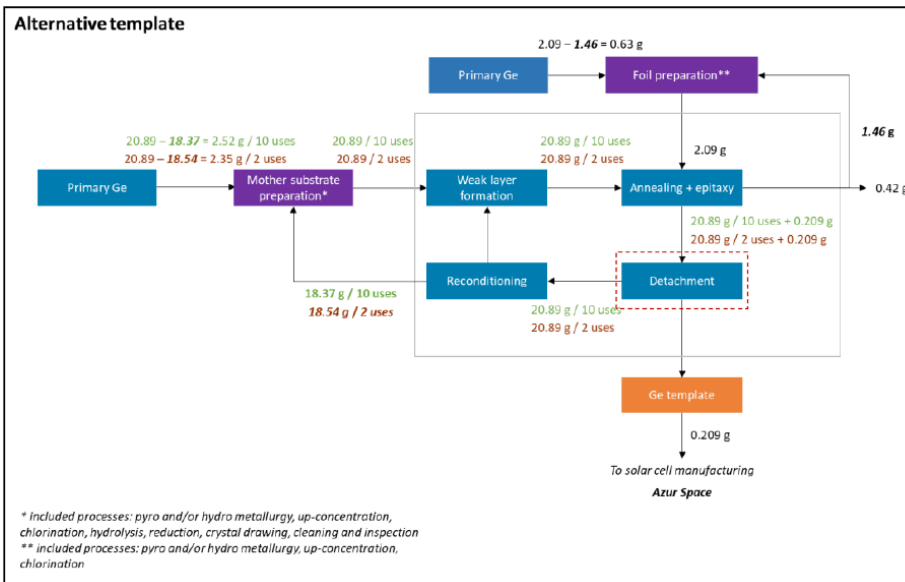 Alternative template
2.09 – 1.46 = 0.63 g
Primary Ge
Foil preparation**
1.46 g
20.89 – 18.37 = 2.52 g / 10 uses
20.89 – 18.54 = 2.35 g / 2 uses
20.89 / 10 uses
20.89 / 2 uses
20.89 g / 10 uses
20.89 g / 2 uses
2.09 g
Primary Ge
Mother substrate
preparation*
Weak layer
formation
Annealing + epitaxy
0.42 g
20.89 g / 10 uses + 0.209 g
20.89 g / 2 uses + 0.209 g
Reconditioning
Detachment
18.37 g / 10 uses
18.54 g / 2 uses
20.89 g / 10 uses
20.89 g / 2 uses
Ge template
0.209 g
To solar cell manufacturing
Azur Space
* included processes: pyro and/or hydro metallurgy, up-concentration,
chlorination, hydrolysis, reduction, crystal drawing, cleaning and inspection
** included processes: pyro and/or hydro metallurgy, up-concentration,
chlorination